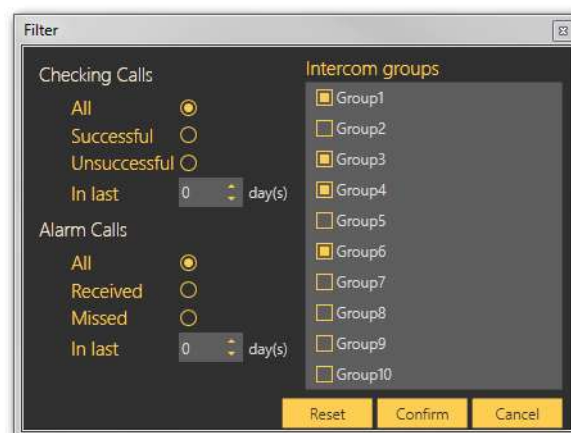 Filter
Checking Calls
All
Successful
Unsuccessful
In last 0 day(s)
Alarm Calls
All
Received
Missed
In last 0 day(s)
Intercom groups
Group1
Group2
Group3
Group4
Group5
Group6
Group7
Group8
Group9
Group10
Reset Confirm Cancel